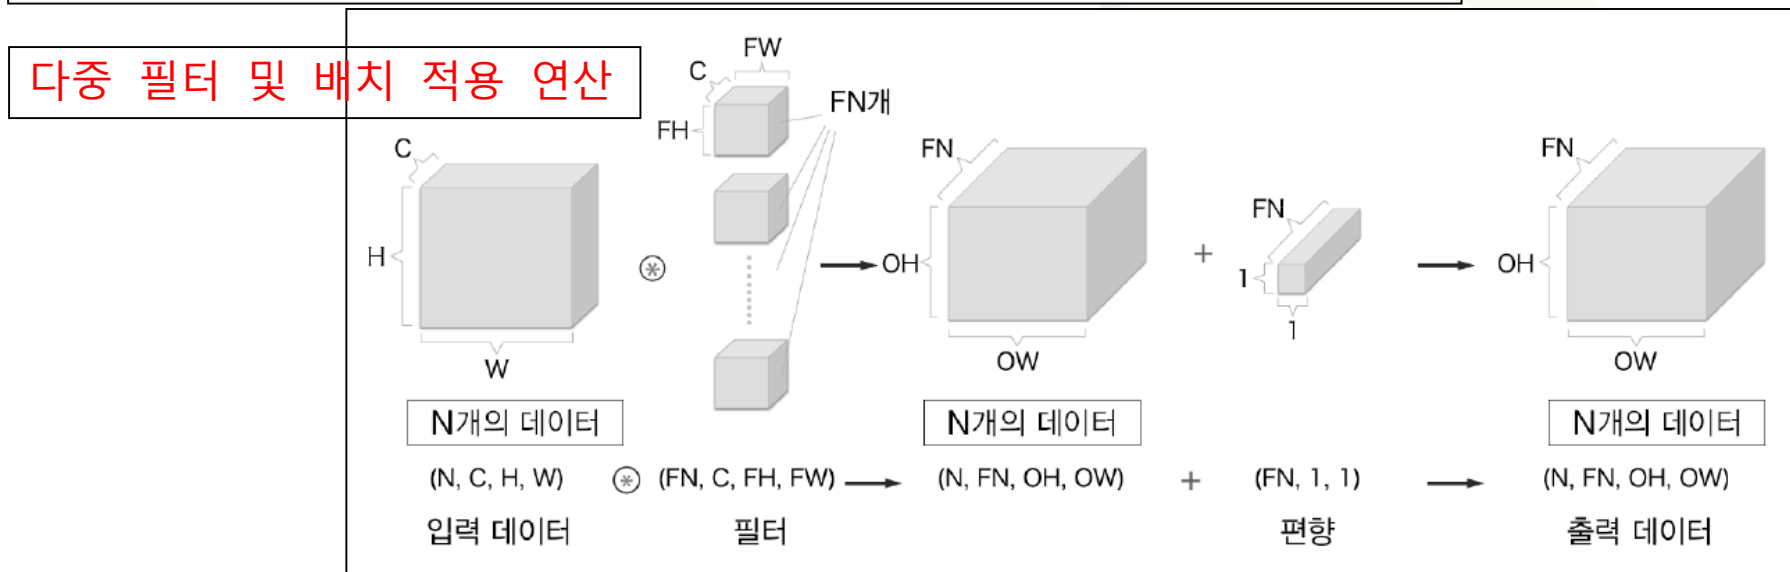 다중 필터 및 배치 적용 연산
FW
C
FN개
FH
C
H
W
FN
OH
OW
+
FN
1
1
FN
OH
OW
N개의 데이터
N개의 데이터
N개의 데이터
(N, C, H, W) ⊛ (FN, C, FH, FW) → (N, FN, OH, OW) + (FN, 1, 1) → (N, FN, OH, OW)
입력 데이터 필터 편향 출력 데이터